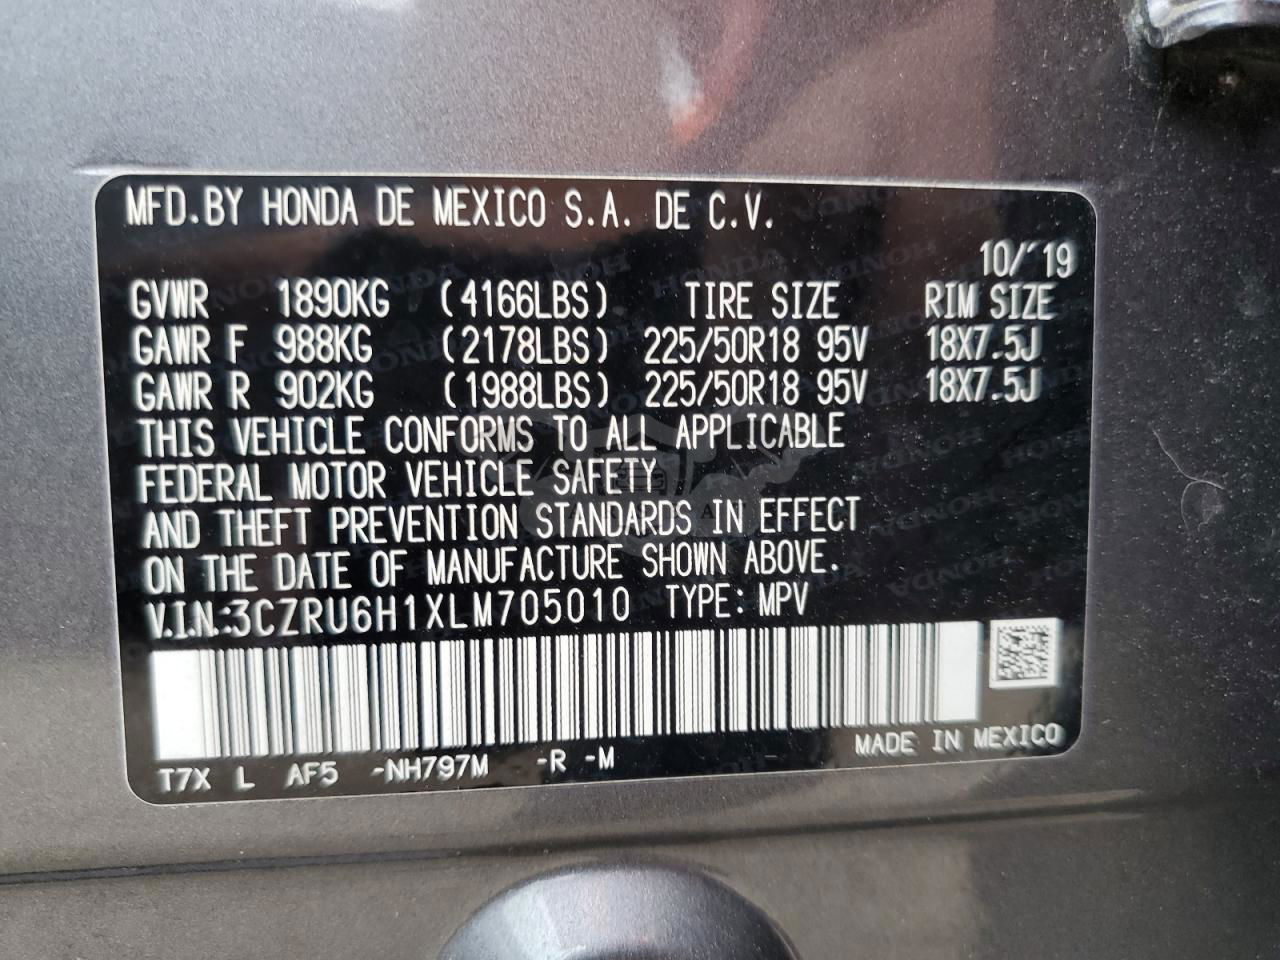 MFD.BY HONDA DE MEXICO S.A. DE C.V.
10/'19
GVWR 1890KG (4166LBS) TIRE SIZE RIM SIZE
GAWR F 988KG (2178LBS) 225/50R18 95V 18X7.5J
GAWR R 902KG (1988LBS) 225/50R18 95V 18X7.5J
THIS VEHICLE CONFORMS TO ALL APPLICABLE
FEDERAL MOTOR VEHICLE SAFETY
AND THEFT PREVENTION STANDARDS IN EFFECT
ON THE DATE OF MANUFACTURE SHOWN ABOVE.
V.I.N.:3CZRU6H1XLM705010 TYPE: MPV
MADE IN MEXICO
T7X L AF5 -NH797M -R -M